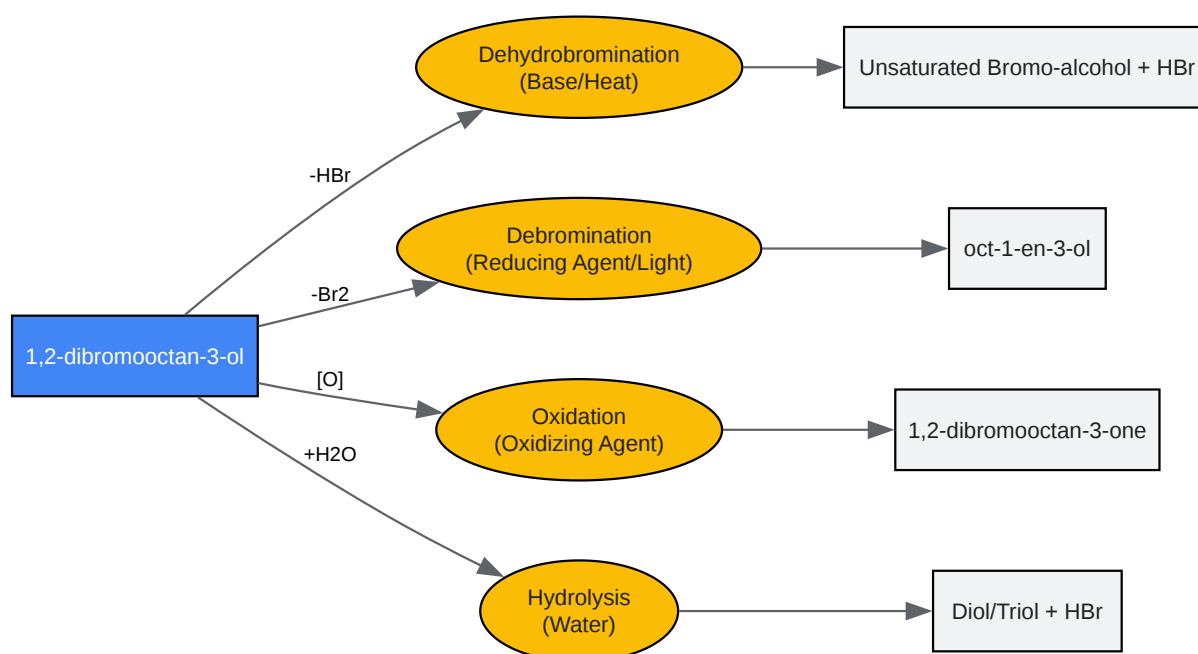 Dehydrobromination
(Base/Heat)
Unsaturated Bromo-alcohol + HBr
-HBr
Debromination
(Reducing Agent/Light)
oct-1-en-3-ol
-Br2
1,2-dibromooctan-3-ol
[O]
Oxidation
(Oxidizing Agent)
1,2-dibromooctan-3-one
+H2O
Hydrolysis
(Water)
Diol/Triol + HBr